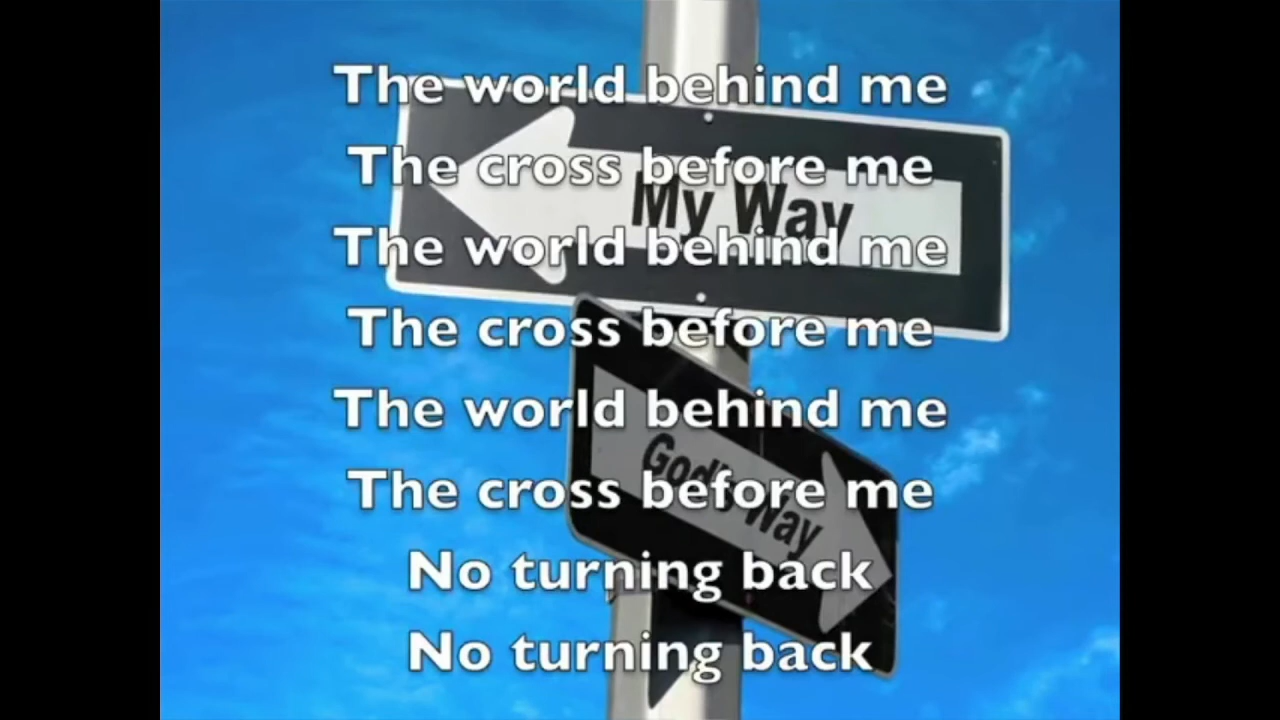 The world behind me
The cross before me
My Way
The world behind me
The cross before me
The world behind me
God's Way
The cross before me
No turning back
No turning back